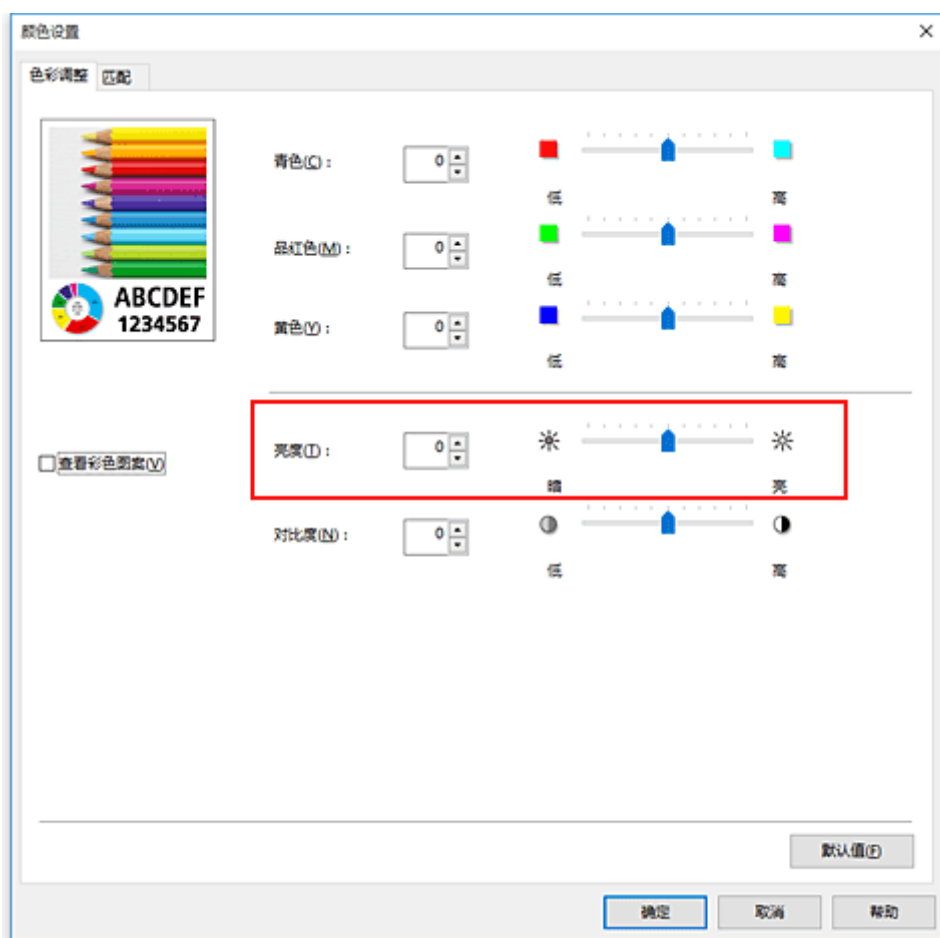 颜色设置
色彩调整 匹配
青色(C)： 0
低 高
品红色(M)： 0
低 高
ABCDEF
1234567
黄色(Y)： 0
低 高
亮度(T)： 0
暗 亮
查看彩色图案(V)
对比度(N)： 0
低 高
默认值(F)
确定 取消 帮助